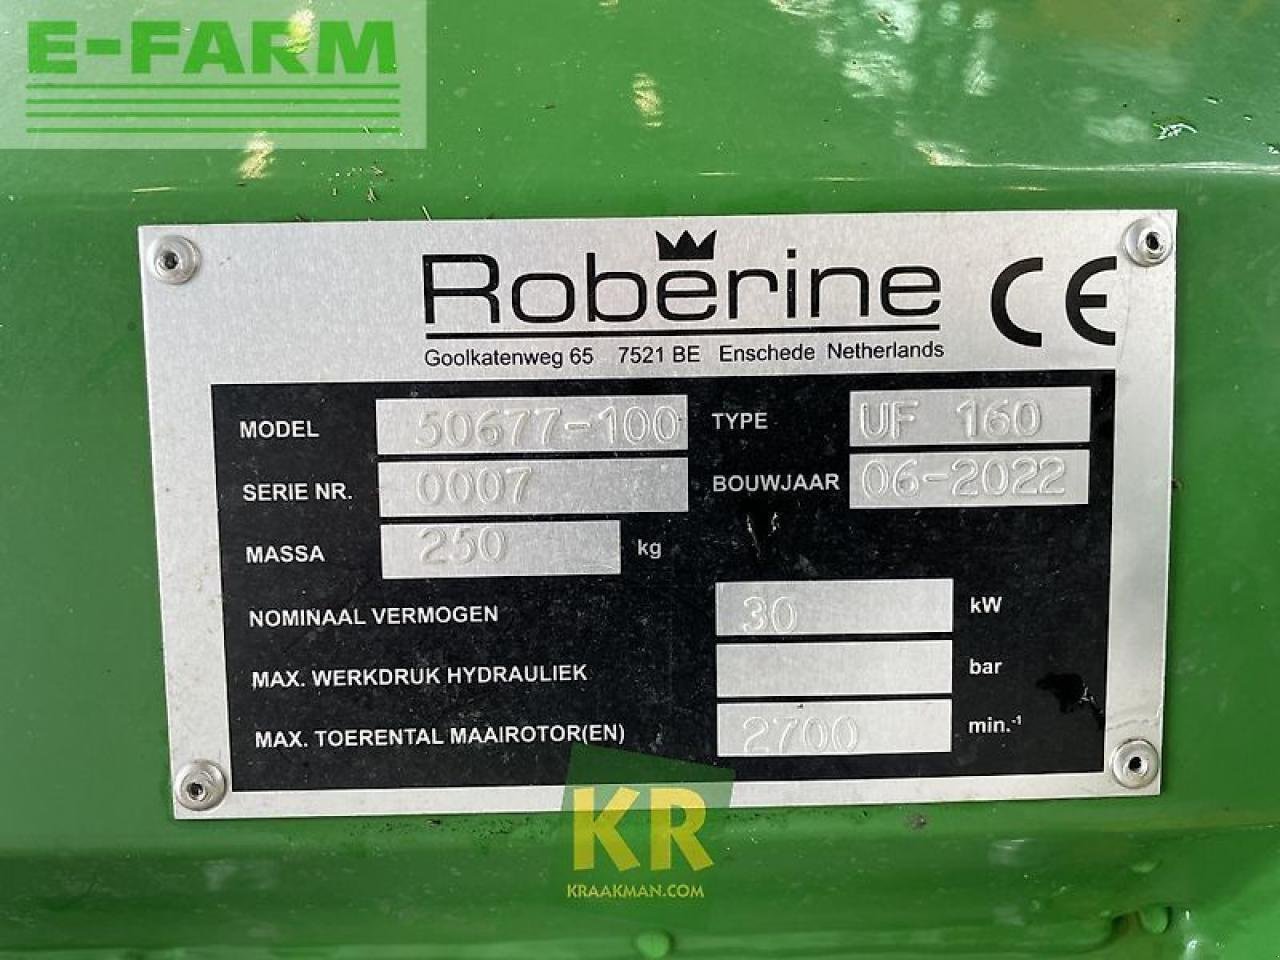 E-FARM
Roberine
CE
Goolkatenweg 65 7521 BE Enschede Netherlands
MODEL 50677-100 TYPE UF 160
SERIE NR. 0007 BOUWJAAR 06-2022
MASSA 250 kg
NOMINAAL VERMOGEN 30 kW
MAX. WERKDRUK HYDRAULIEK bar
MAX. TOERENTAL MAAIROTOR(EN) 2700 min.-1
KR
KRAAKMAN.COM